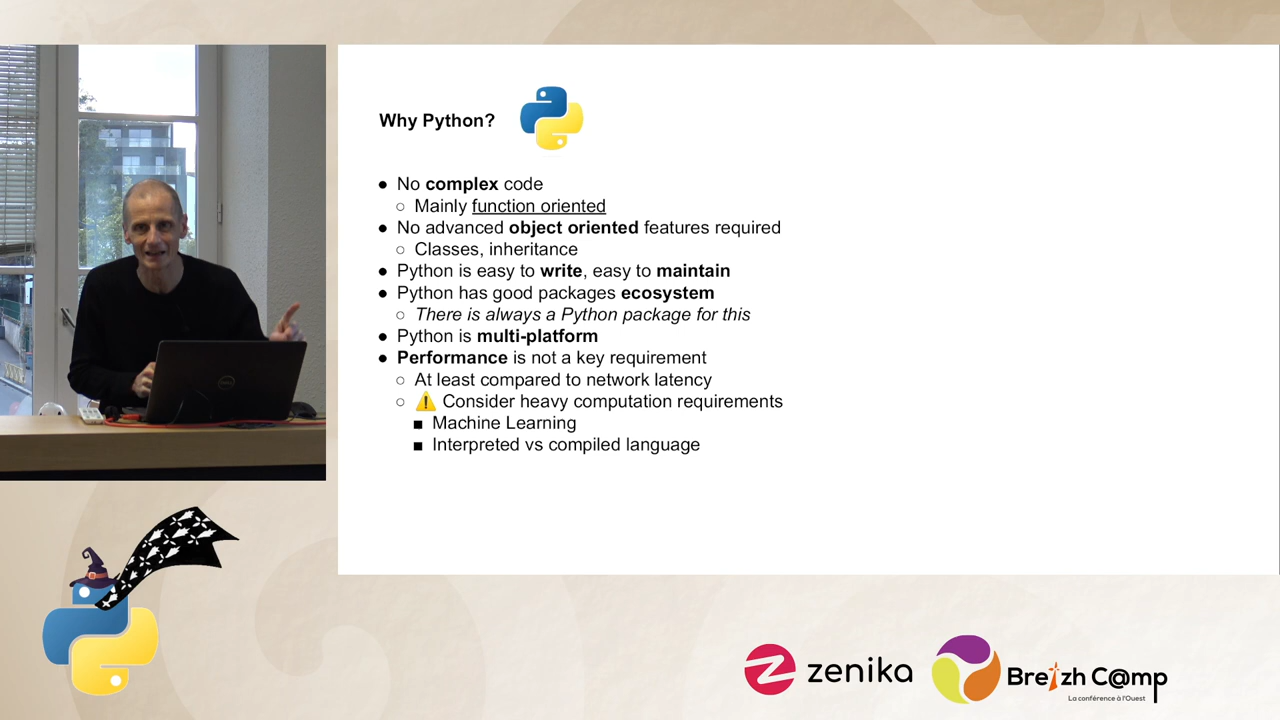 Why Python?
● No complex code
○ Mainly function oriented
● No advanced object oriented features required
○ Classes, inheritance
● Python is easy to write, easy to maintain
● Python has good packages ecosystem
○ There is always a Python package for this
● Python is multi-platform
● Performance is not a key requirement
○ At least compared to network latency
○ ⚠️ Consider heavy computation requirements
■ Machine Learning
■ Interpreted vs compiled language
DELL
zenika
Breizh C@mp
La conférence à l'Ouest